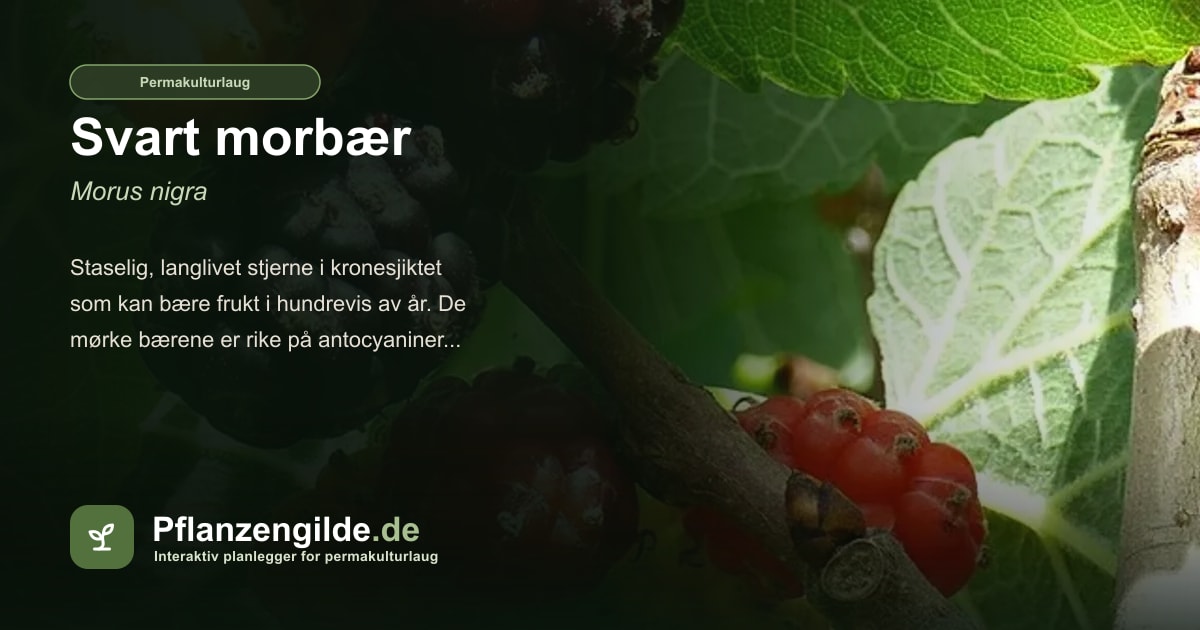 Permakulturlaug
Svart morbær
Morus nigra
Staselig, langlivet stjerne i kronesjiktet
som kan bære frukt i hundrevis av år. De
mørke bærene er rike på antocyaniner...
Pflanzengilde.de
Interaktiv planlegger for permakulturlaug